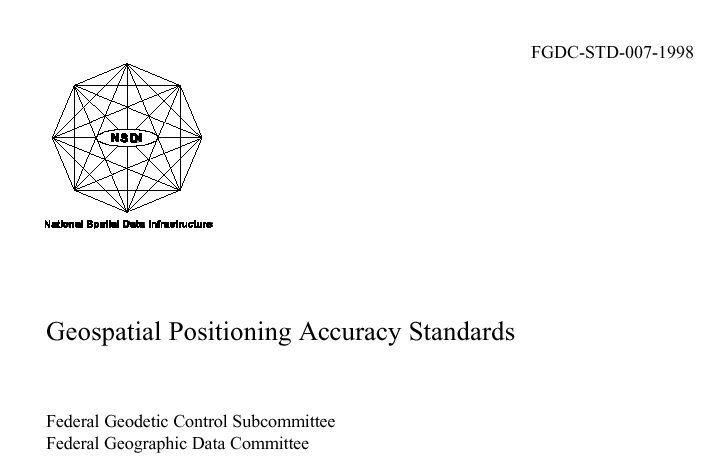 FGDC-STD-007-1998
NSDI
National Spatial Data Infrastructure
Geospatial Positioning Accuracy Standards
Federal Geodetic Control Subcommittee
Federal Geographic Data Committee